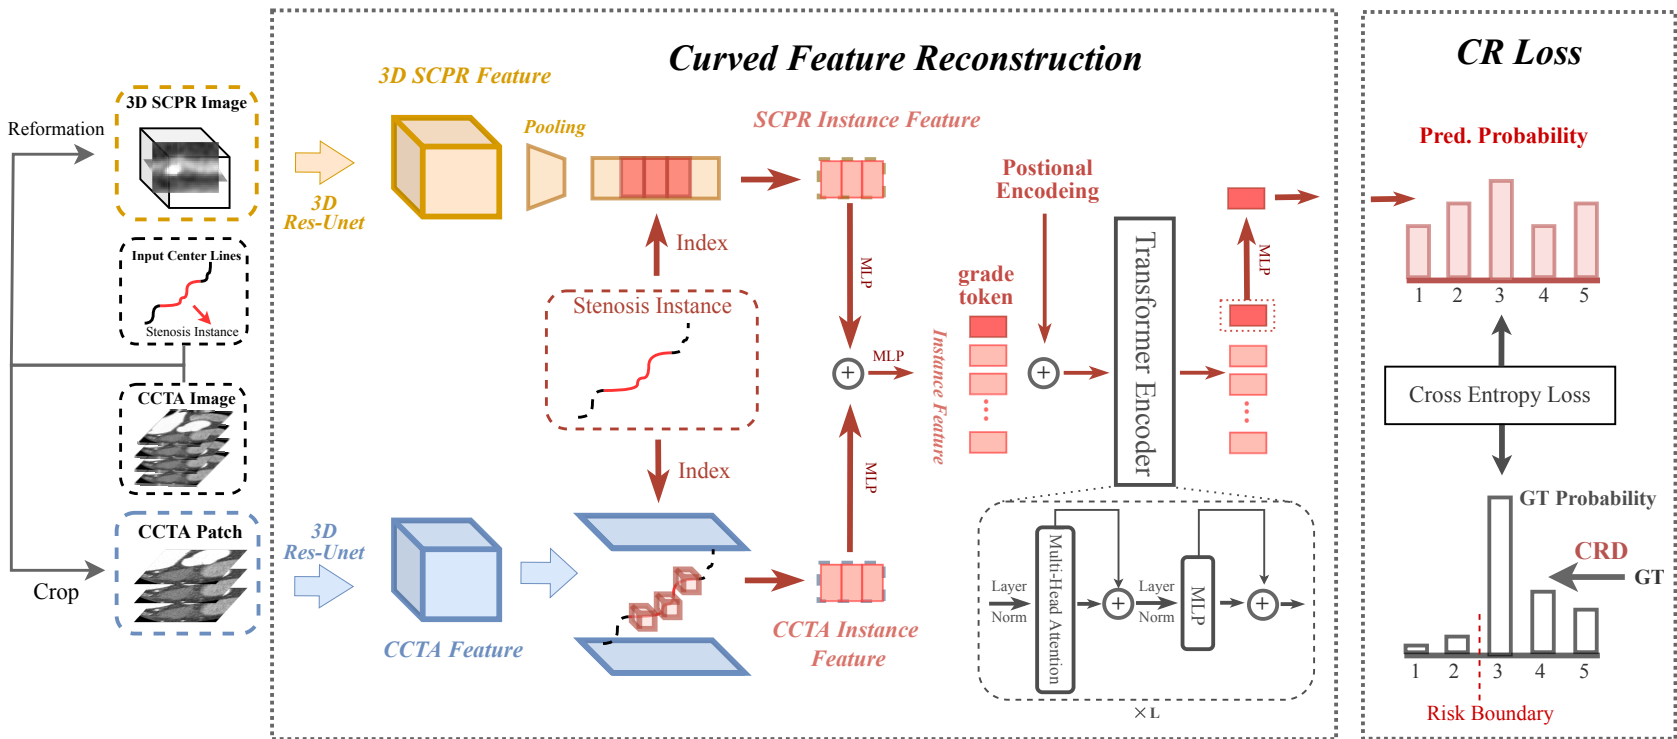 Curved Feature Reconstruction
CR Loss
3D SCPR Image
Reformation
Input Center Lines
Stenosis Instance
CCTA Image
CCTA Patch
Crop
3D SCPR Feature
3D
Res-Unet
Pooling
SCPR Instance Feature
Index
Stenosis Instance
Index
3D
Res-Unet
CCTA Feature
CCTA Instance
Feature
MLP
MLP
+
MLP
Postional
Encodeing
grade
token
Instance Feature
+
Transformer Encoder
MLP
Layer
Norm
Multi-Head Attention
+
Layer
Norm
MLP
+
× L
Pred. Probability
1 2 3 4 5
Cross Entropy Loss
GT Probability
CRD
GT
1 2 3 4 5
Risk Boundary